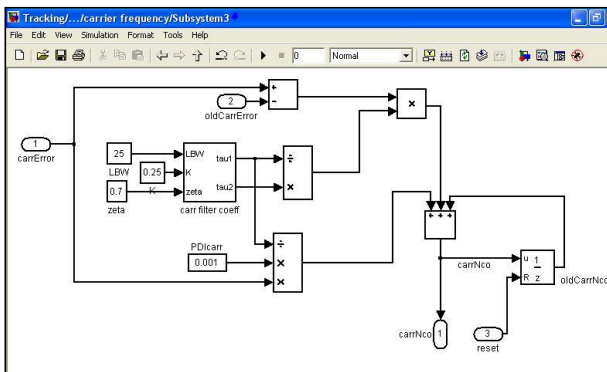 Tracking/.../carrier frequency/Subsystem3
File Edit View Simulation Format Tools Help
0 Normal
2
oldCarrError
+
−
×
1
carrError
25
LBW
0.25
K
0.7
zeta
LBW
K
zeta
tau1
tau2
carr filter coeff
÷
×
PDIcarr
0.001
÷
×
×
+ + +
carrNco
u 1
R z
oldCarrNco
carrNco 1
3
reset